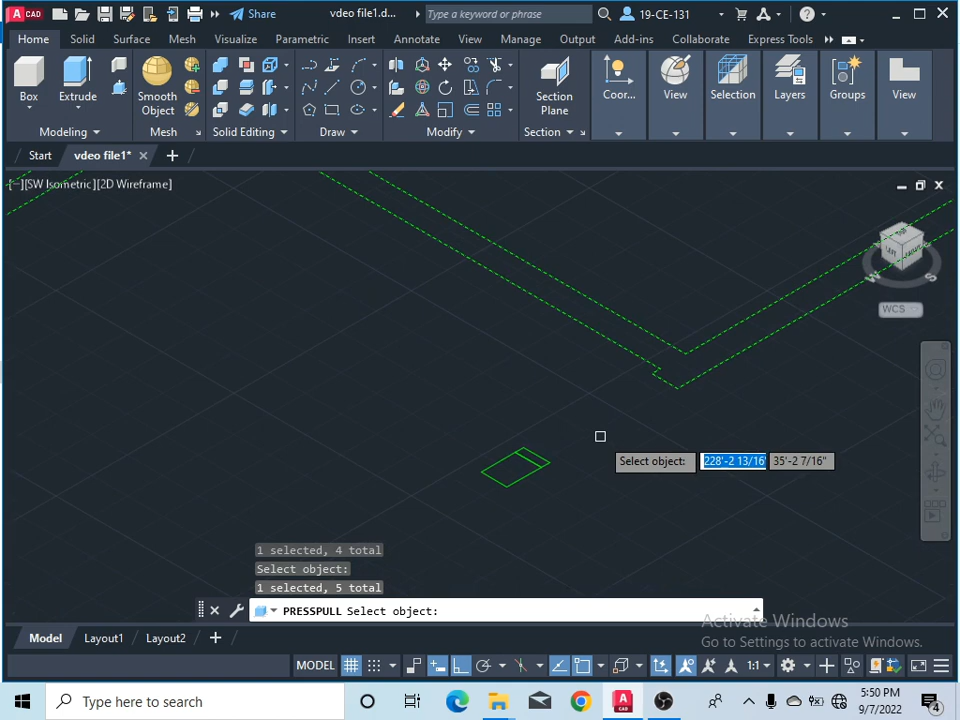 CAD
Share
vdeo file1.d...
Type a keyword or phrase
19-CE-131
Home
Solid
Surface
Mesh
Visualize
Parametric
Insert
Annotate
View
Manage
Output
Add-ins
Collaborate
Express Tools
Box
Extrude
Smooth
Object
Section
Plane
Coor...
View
Selection
Layers
Groups
View
Modeling
Mesh
Solid Editing
Draw
Modify
Section
Start
vdeo file1*
[−][SW Isometric][2D Wireframe]
LEFT
W
S
WCS
Select object:
228'-2 13/16"
35'-2 7/16"
1 selected, 4 total
Select object:
1 selected, 5 total
PRESSPULL Select object:
Activate Windows
Go to Settings to activate Windows.
Model
Layout1
Layout2
MODEL
1:1
Type here to search
5:50 PM
9/7/2022
4